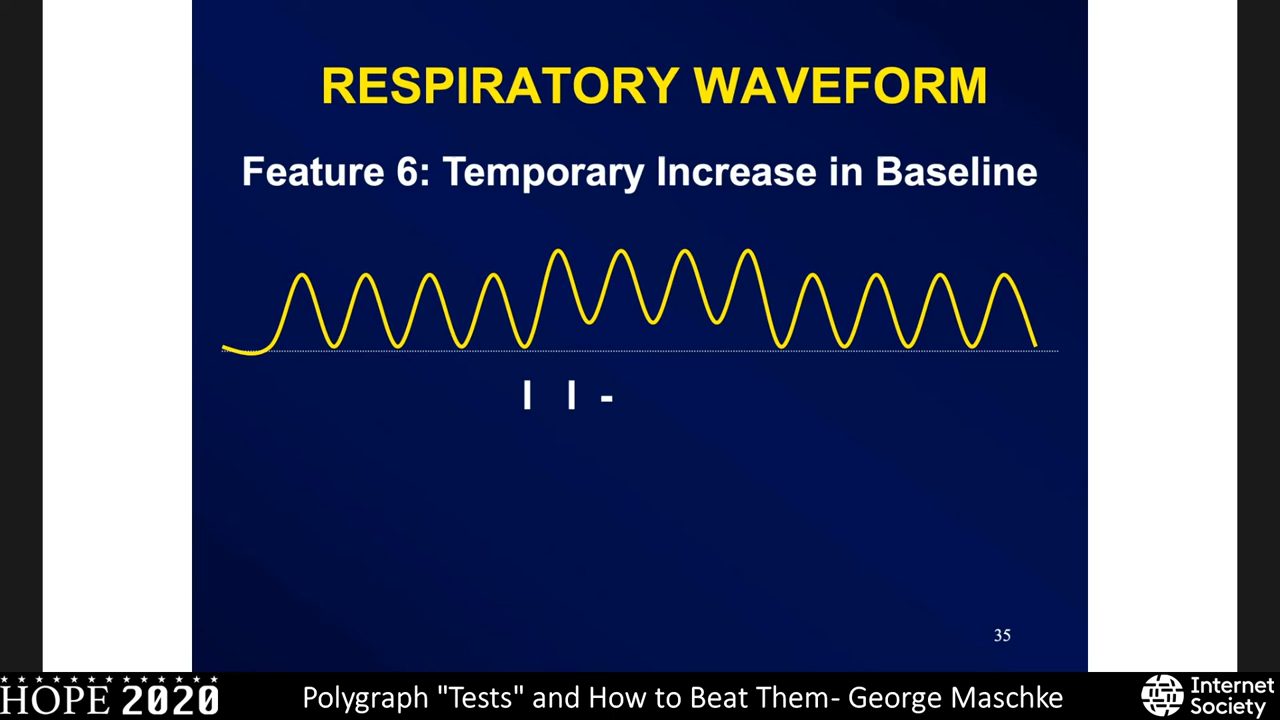 RESPIRATORY WAVEFORM
Feature 6: Temporary Increase in Baseline
I I -
35
HOPE 2020
Polygraph "Tests" and How to Beat Them- George Maschke
Internet
Society